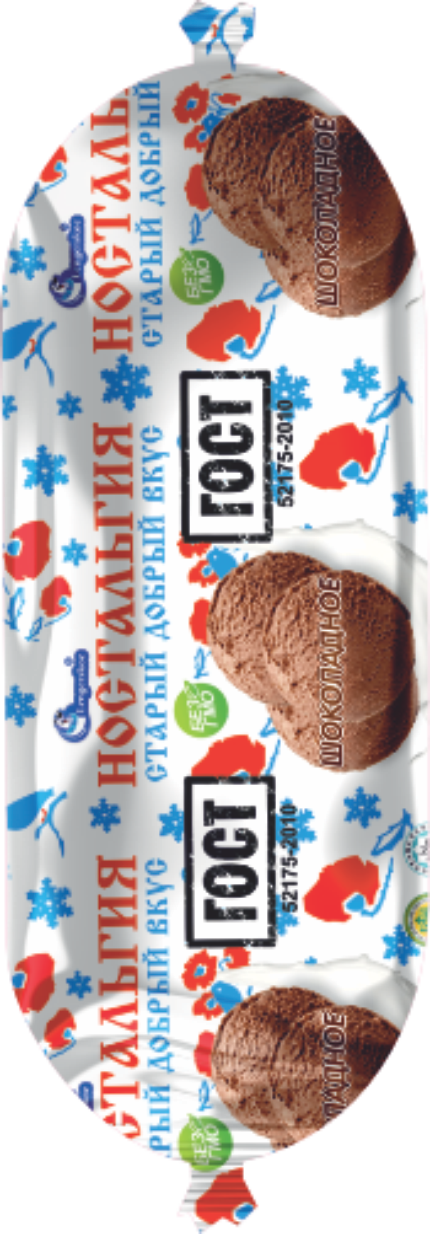 НОСТАЛЬ
СТАРЫЙ ДОБРЫЙ
БЕЗ
ГМО
ШОКОЛАДНОЕ
НОСТАЛЬГИЯ
СТАРЫЙ ДОБРЫЙ ВКУС
ГОСТ
52175-2010
БЕЗ
ГМО
ШОКОЛАДНОЕ
СТАЛЬГИЯ
РЫЙ ДОБРЫЙ ВКУС
ГОСТ
52175-2010
БЕЗ
ГМО
ЛАДНОЕ